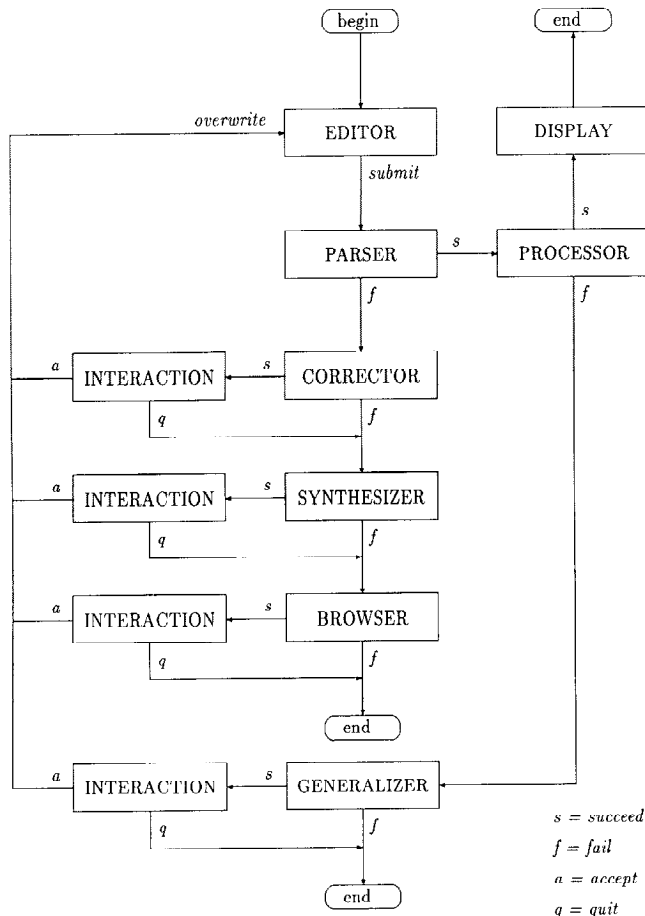 begin
end
overwrite
EDITOR
DISPLAY
submit
s
PARSER
s
PROCESSOR
f
f
a
INTERACTION
s
CORRECTOR
q
f
a
INTERACTION
s
SYNTHESIZER
q
f
a
INTERACTION
s
BROWSER
q
f
end
a
INTERACTION
s
GENERALIZER
q
f
end
s = succeed
f = fail
a = accept
q = quit